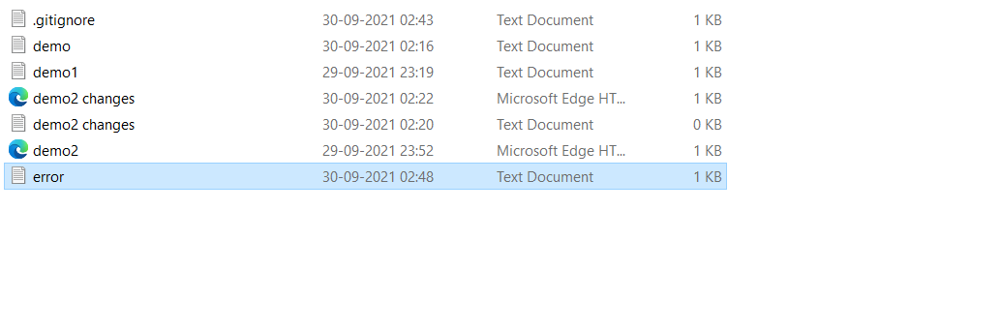 .gitignore 30-09-2021 02:43 Text Document 1 KB
demo 30-09-2021 02:16 Text Document 1 KB
demo1 29-09-2021 23:19 Text Document 1 KB
demo2 changes 30-09-2021 02:22 Microsoft Edge HT... 1 KB
demo2 changes 30-09-2021 02:20 Text Document 0 KB
demo2 29-09-2021 23:52 Microsoft Edge HT... 1 KB
error 30-09-2021 02:48 Text Document 1 KB